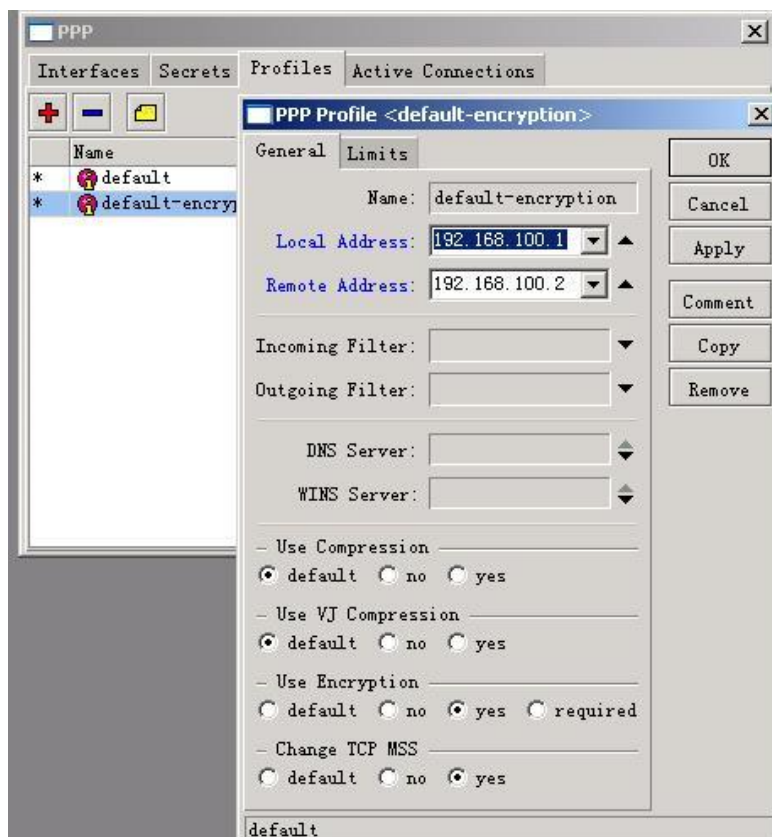 PPP
Interfaces Secrets Profiles Active Connections
PPP Profile <default-encryption>
Name
* default
* default-encry
General Limits
Name: default-encryption
Local Address: 192.168.100.1
Remote Address: 192.168.100.2
Incoming Filter:
Outgoing Filter:
DNS Server:
WINS Server:
Use Compression
default no yes
Use VJ Compression
default no yes
Use Encryption
default no yes required
Change TCP MSS
default no yes
default
OK
Cancel
Apply
Comment
Copy
Remove